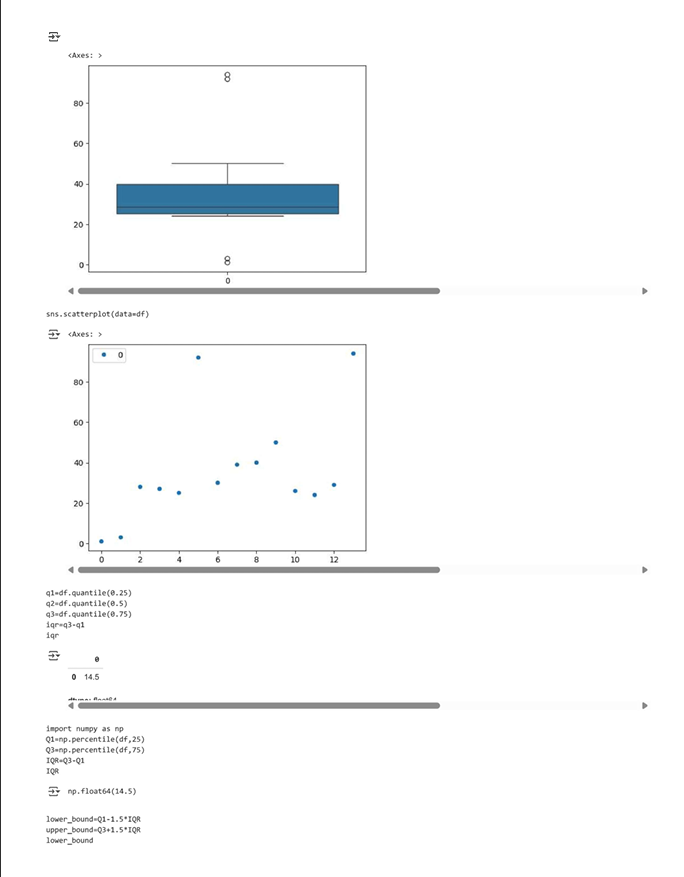 <Axes: >
80
60
40
20
0
0
sns.scatterplot(data=df)
<Axes: >
0
80
60
40
20
0
0 2 4 6 8 10 12
q1=df.quantile(0.25)
q2=df.quantile(0.5)
q3=df.quantile(0.75)
iqr=q3-q1
iqr
0
0 14.5
dtype: float64
import numpy as np
Q1=np.percentile(df,25)
Q3=np.percentile(df,75)
IQR=Q3-Q1
IQR
np.float64(14.5)
lower_bound=Q1-1.5*IQR
upper_bound=Q3+1.5*IQR
lower_bound